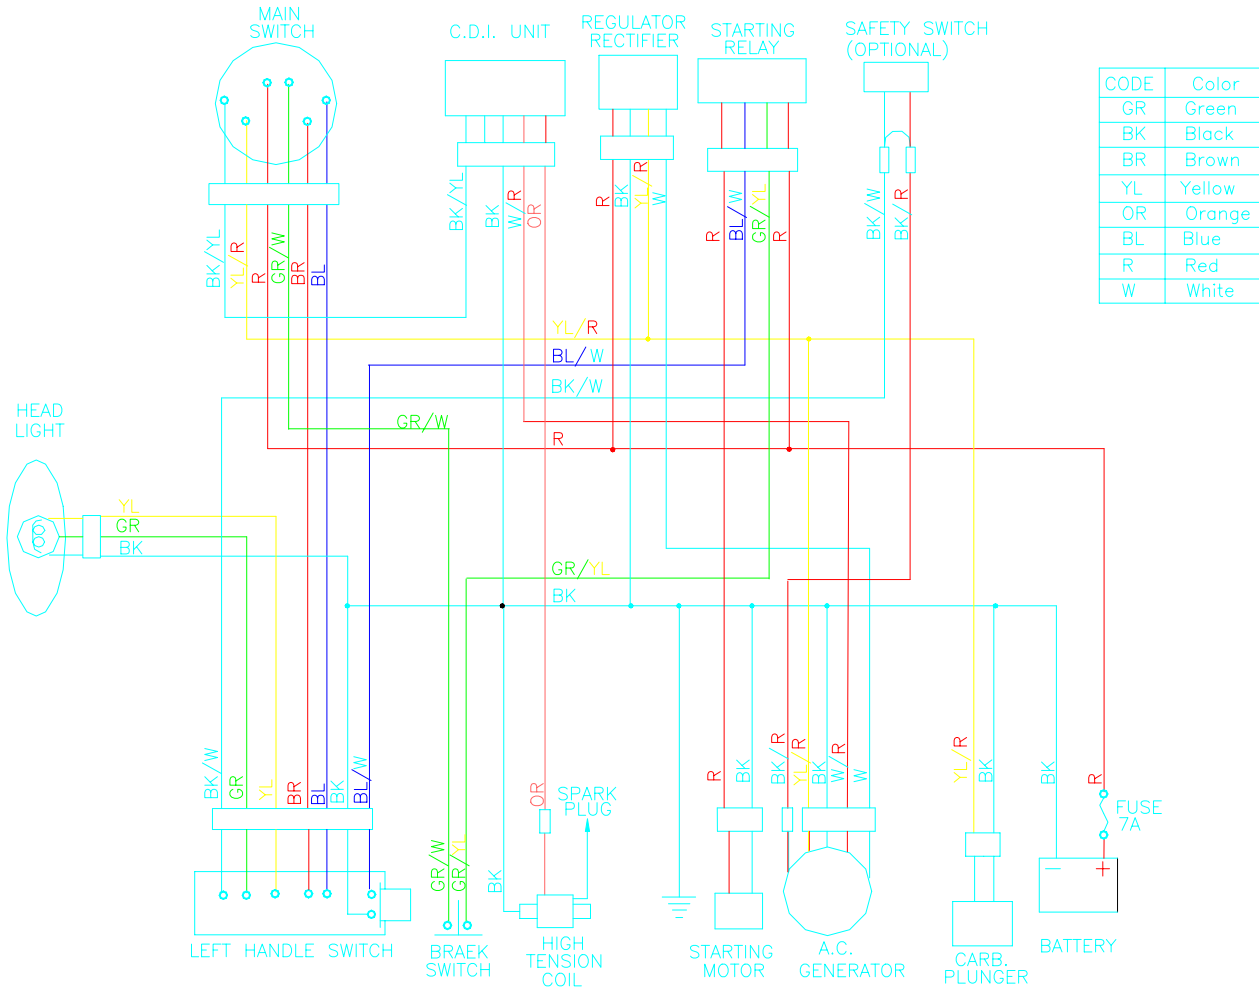 MAIN
SWITCH
C.D.I. UNIT
REGULATOR
RECTIFIER
STARTING
RELAY
SAFETY SWITCH
(OPTIONAL)
CODE Color
GR Green
BK Black
BR Brown
YL Yellow
OR Orange
BL Blue
R Red
W White
BK/YL
YL/R
R
GR/W
BR
BL
BK/YL
BK
W/R
OR
R
BK
YL/R
W
R
BL/W
GR/YL
R
BK/W
BK/R
YL/R
BL/W
BK/W
GR/W
R
HEAD
LIGHT
YL
GR
BK
GR/YL
BK
BK/W
GR
YL
BR
BL
BK
BL/W
GR/W
GR/YL
BK
OR
SPARK
PLUG
R
BK
BK/R
YL/R
BK
W/R
W
YL/R
BK
BK
R
FUSE
7A
LEFT HANDLE SWITCH
BRAEK
SWITCH
HIGH
TENSION
COIL
STARTING
MOTOR
A.C.
GENERATOR
CARB.
PLUNGER
− +
BATTERY